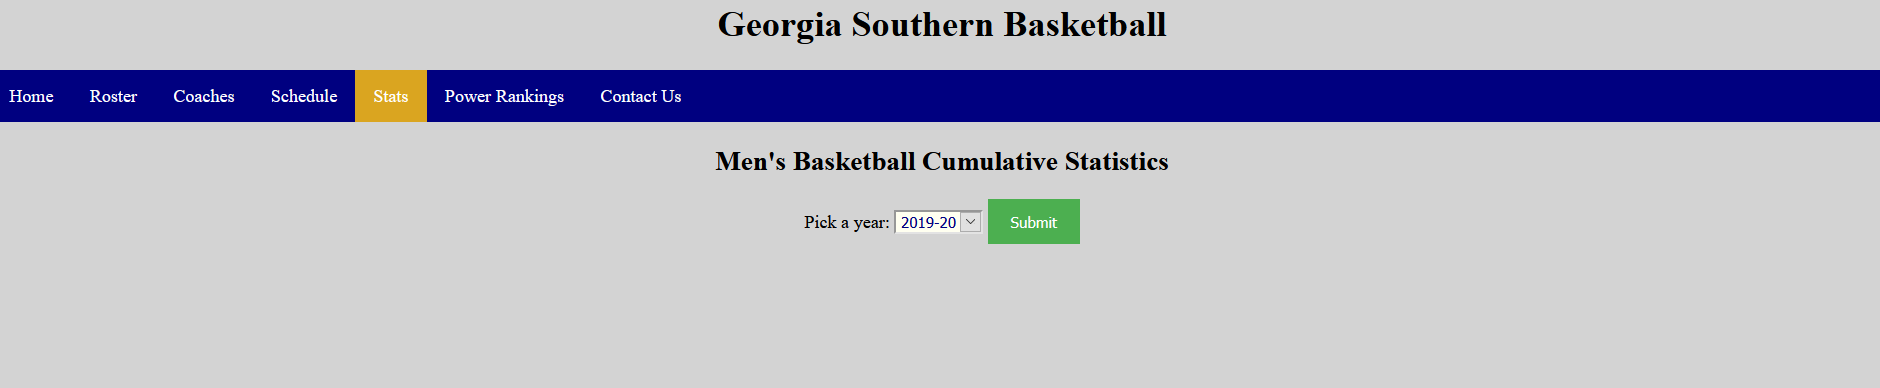 Georgia Southern Basketball
Home Roster Coaches Schedule Stats Power Rankings Contact Us
Men's Basketball Cumulative Statistics
Pick a year: 2019-20 Submit